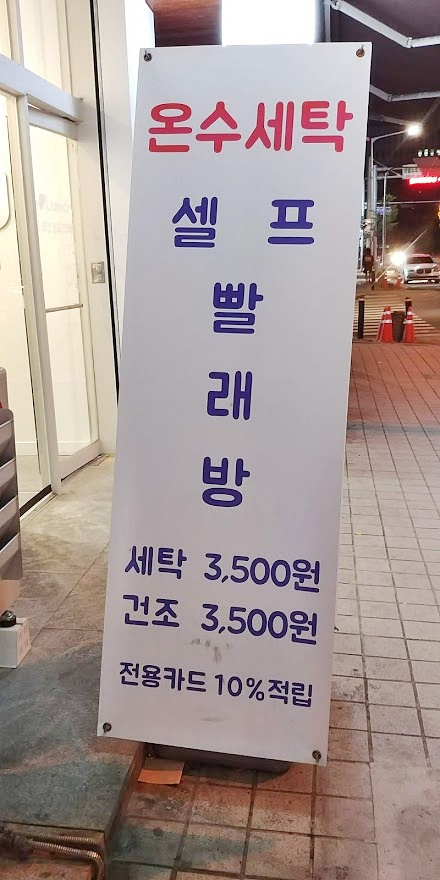 온수세탁
셀 프
빨
래
방
세탁 3,500원
건조 3,500원
전용카드 10%적립